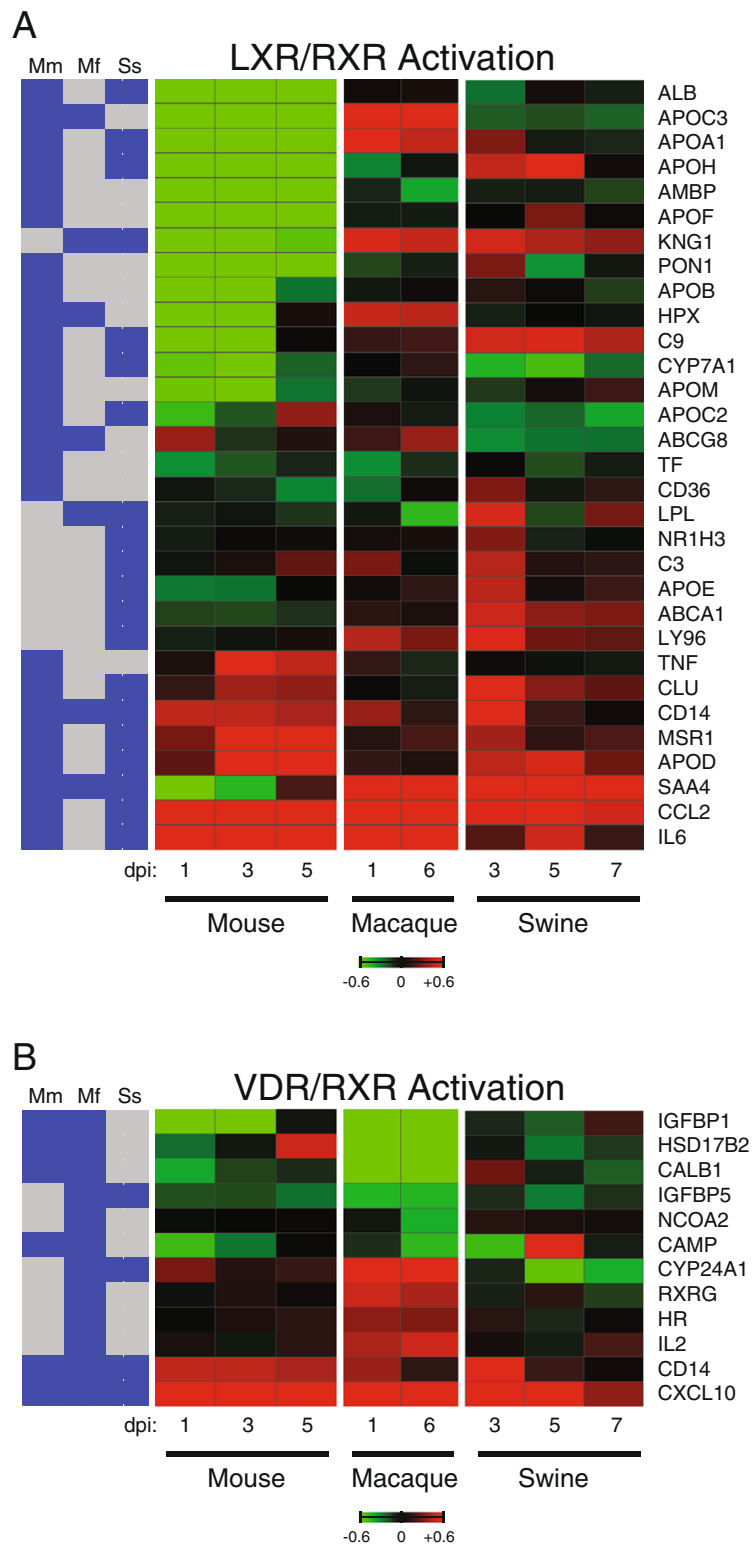 A
LXR/RXR Activation
Mm Mf Ss
ALB
APOC3
APOA1
APOH
AMBP
APOF
KNG1
PON1
APOB
HPX
C9
CYP7A1
APOM
APOC2
ABCG8
TF
CD36
LPL
NR1H3
C3
APOE
ABCA1
LY96
TNF
CLU
CD14
MSR1
APOD
SAA4
CCL2
IL6
dpi: 1 3 5 1 6 3 5 7
Mouse Macaque Swine
-0.6 0 +0.6
B
VDR/RXR Activation
Mm Mf Ss
IGFBP1
HSD17B2
CALB1
IGFBP5
NCOA2
CAMP
CYP24A1
RXRG
HR
IL2
CD14
CXCL10
dpi: 1 3 5 1 6 3 5 7
Mouse Macaque Swine
-0.6 0 +0.6